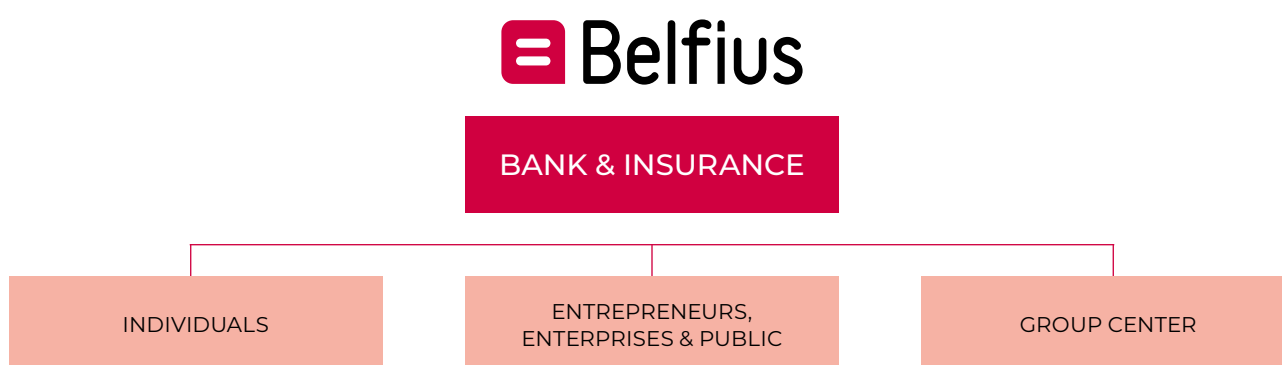 Belfius
BANK & INSURANCE
INDIVIDUALS
ENTREPRENEURS,
ENTERPRISES & PUBLIC
GROUP CENTER